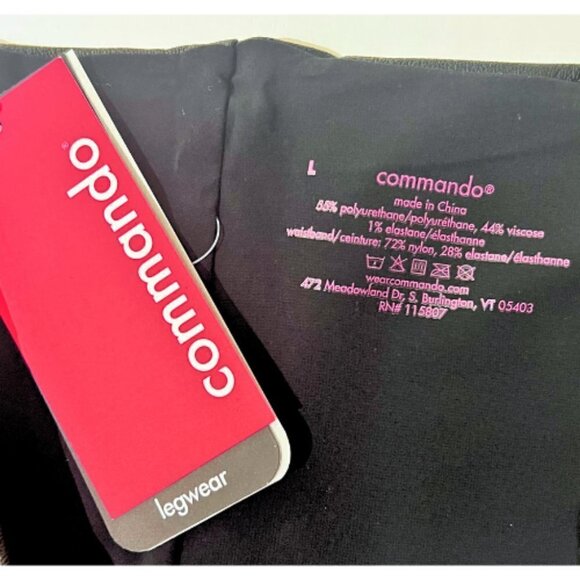 commando®
legwear
L
commando®
made in China
55% polyurethane/polyuréthane, 44% viscose
1% elastane/élasthanne
waistband/ceinture: 72% nylon, 28% elastane/élasthanne
wearcommando.com
472 Meadowland Dr, S. Burlington, VT 05403
RN# 115807